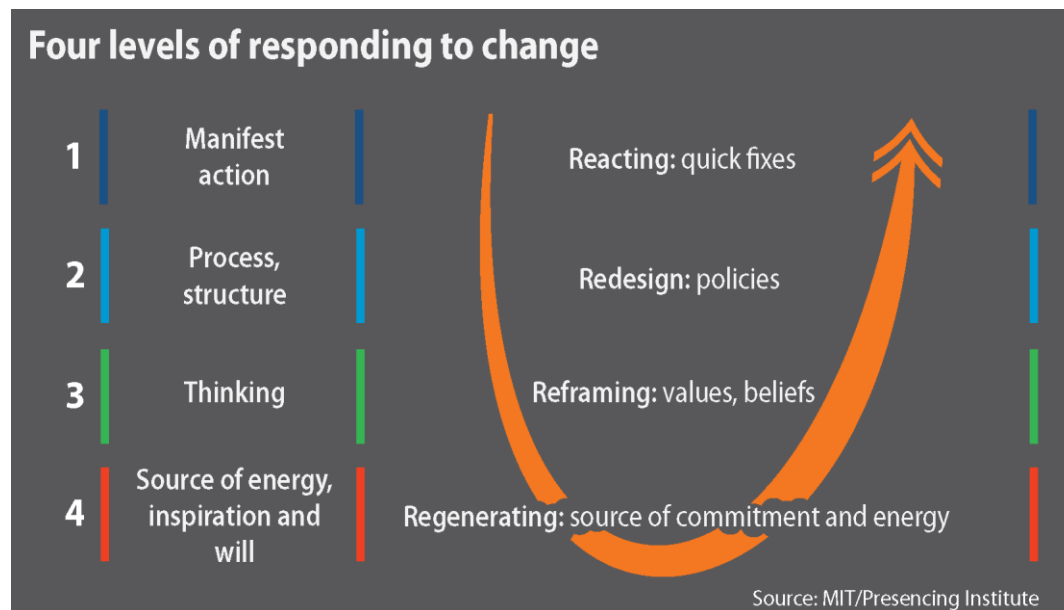 Four levels of responding to change
1
Manifest
action
Reacting: quick fixes
2
Process,
structure
Redesign: policies
3
Thinking
Reframing: values, beliefs
4
Source of energy,
inspiration and
will
Regenerating: source of commitment and energy
Source: MIT/Presencing Institute